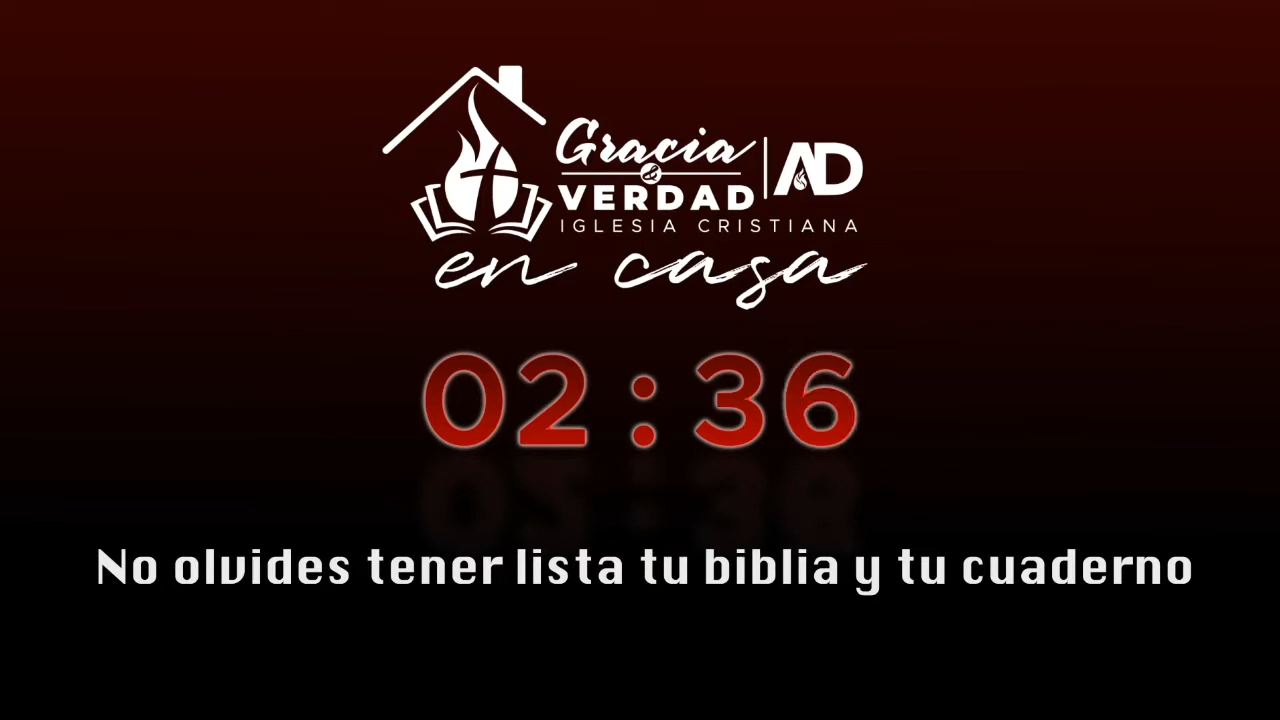 Gracia
&
VERDAD | AD
IGLESIA CRISTIANA
en casa
02:36
No olvides tener lista tu biblia y tu cuaderno